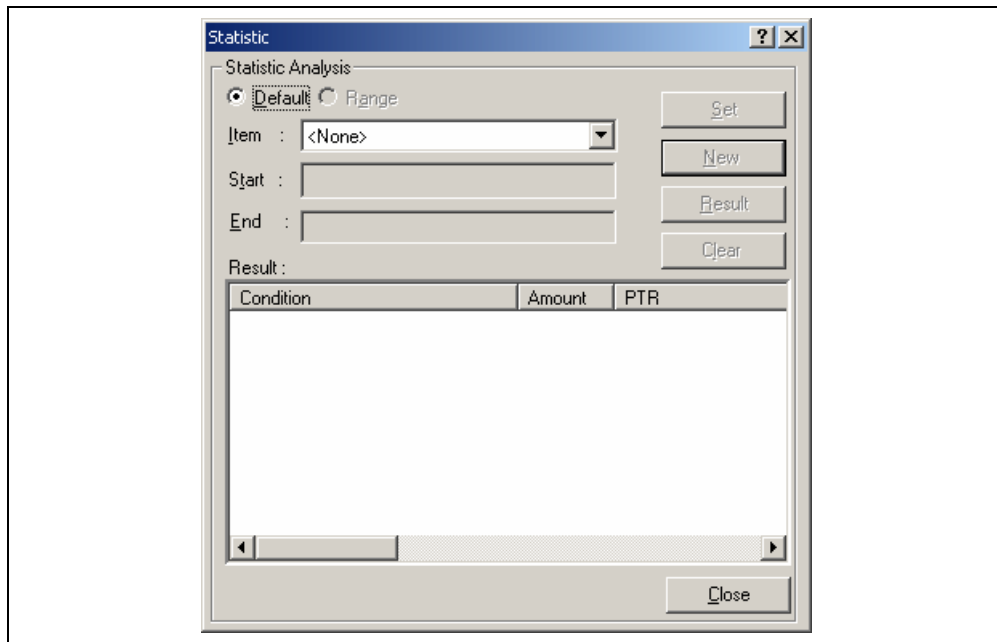 Statistic
Statistic Analysis
Default Range
Set
Item : <None>
New
Start :
Result
End :
Clear
Result :
Condition Amount PTR
Close